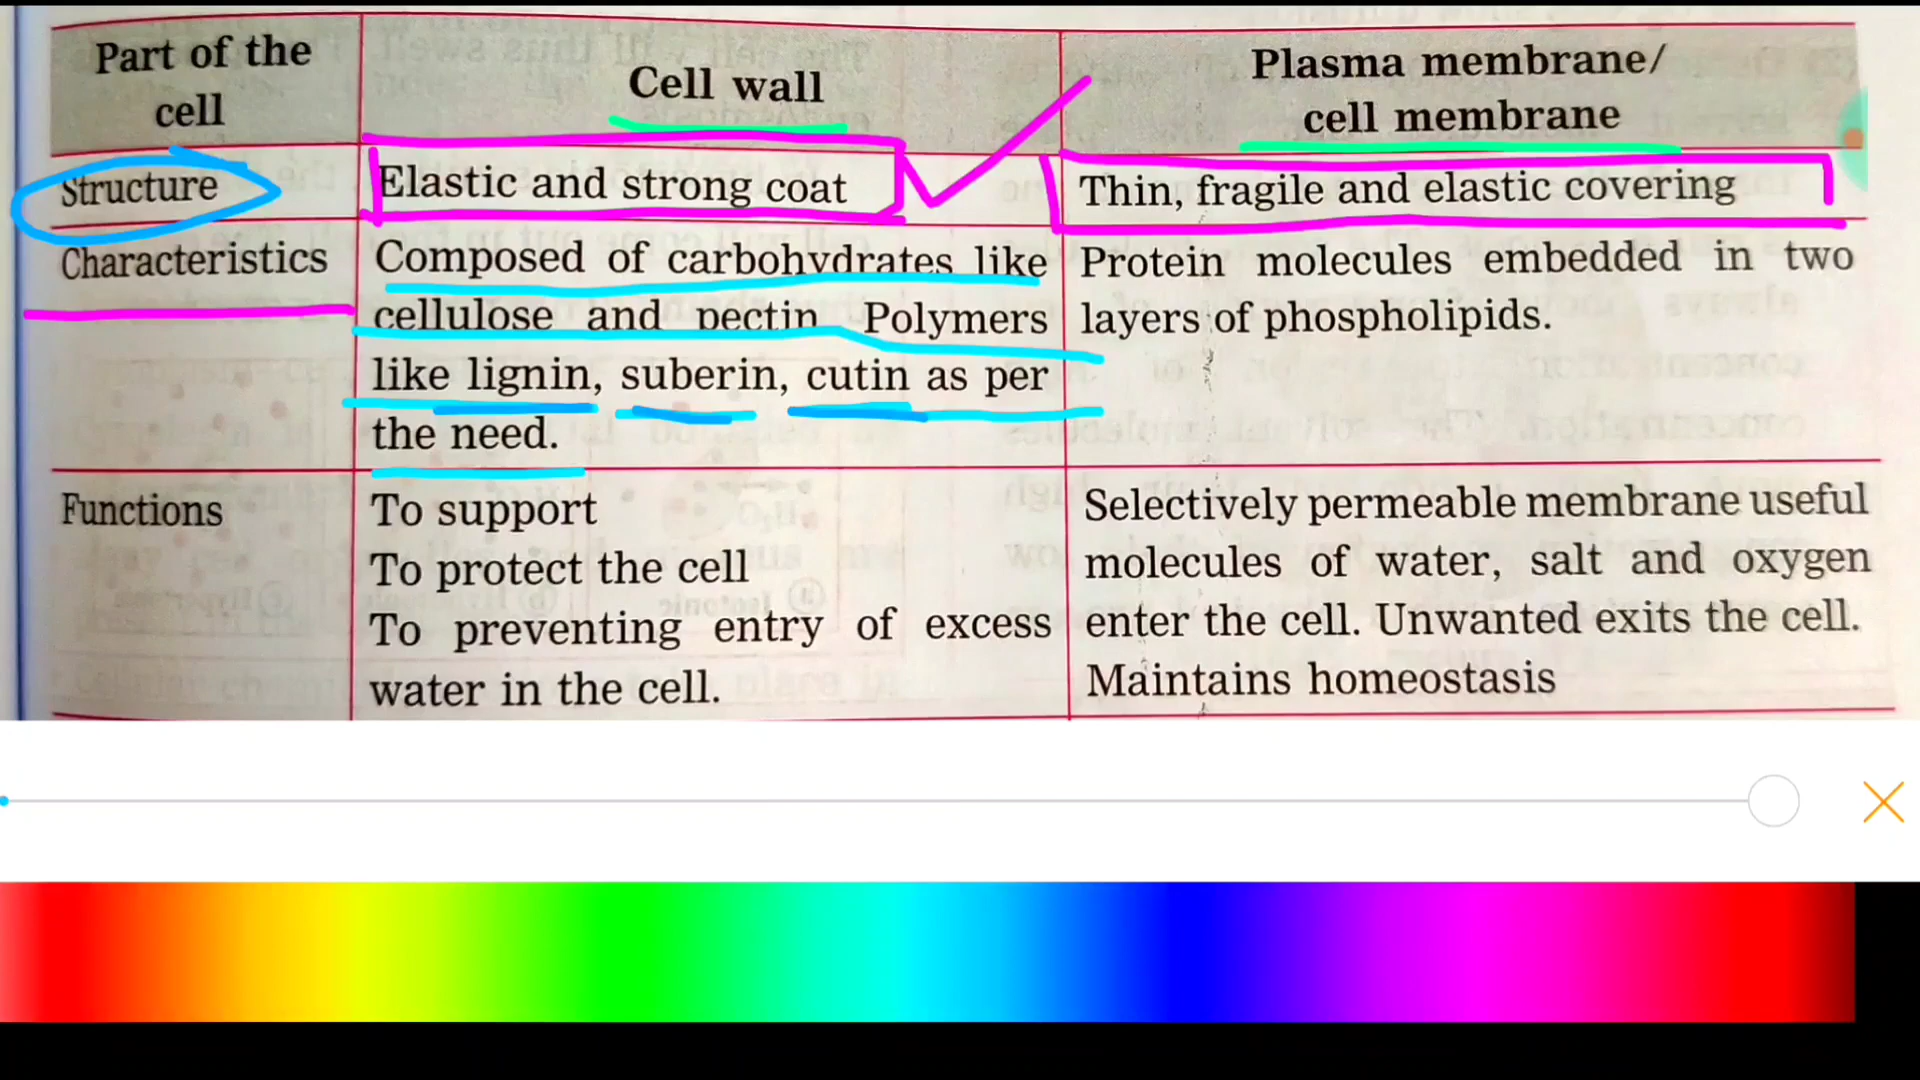 Part of the
cell
Cell wall
Plasma membrane/
cell membrane
Structure
Elastic and strong coat
Thin, fragile and elastic covering
Characteristics
Composed of carbohydrates like
cellulose and pectin Polymers
like lignin, suberin, cutin as per
the need.
Protein molecules embedded in two
layers of phospholipids.
Functions
To support
To protect the cell
To preventing entry of excess
water in the cell.
Selectively permeable membrane useful
molecules of water, salt and oxygen
enter the cell. Unwanted exits the cell.
Maintains homeostasis